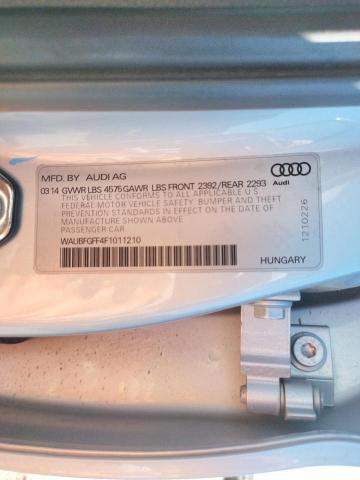 MFD. BY AUDI AG
03 14 GVWR LBS 4575 GAWR LBS FRONT 2392/REAR 2293
THIS VEHICLE CONFORMS TO ALL APPLICABLE U.S.
FEDERAL MOTOR VEHICLE SAFETY, BUMPER AND THEFT
PREVENTION STANDARDS IN EFFECT ON THE DATE OF
MANUFACTURE SHOWN ABOVE
PASSENGER CAR
WAUBFGFF4F1011210
Audi
1210226
HUNGARY